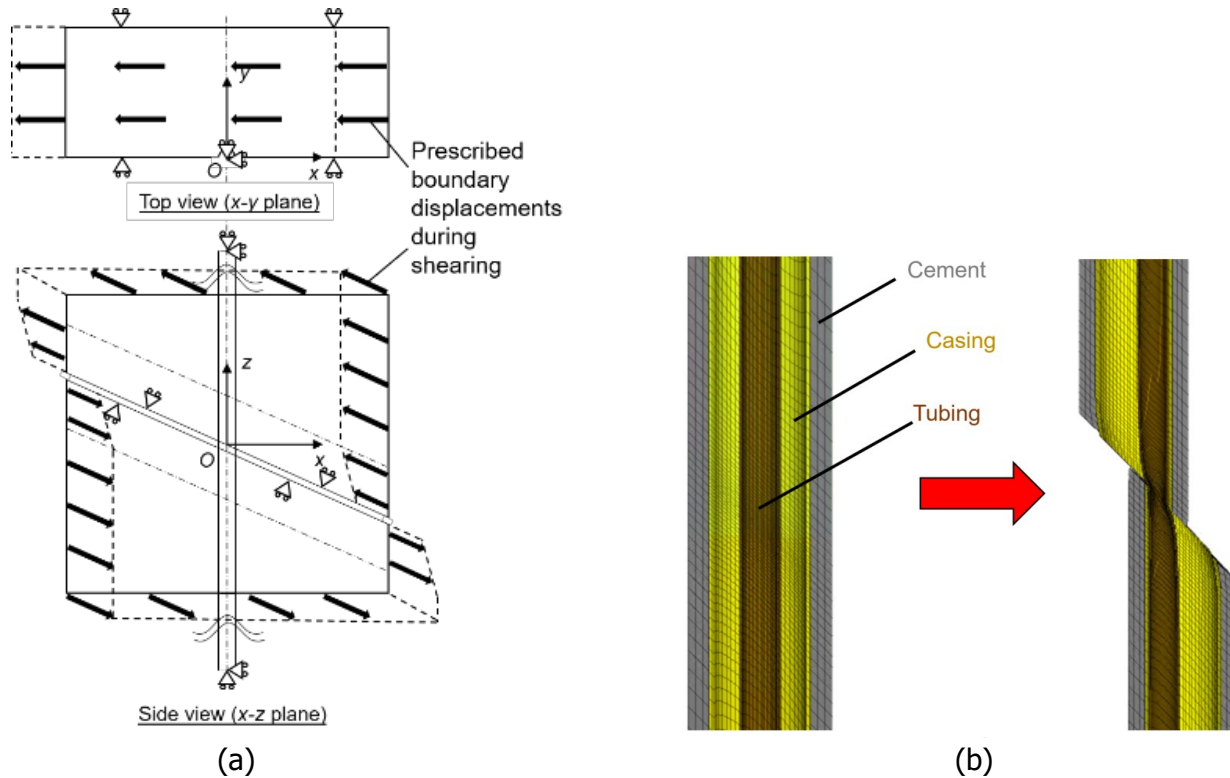 y
O
x
Top view (x-y plane)
Prescribed
boundary
displacements
during
shearing
z
O
x
Side view (x-z plane)
(a)
Cement
Casing
Tubing
(b)